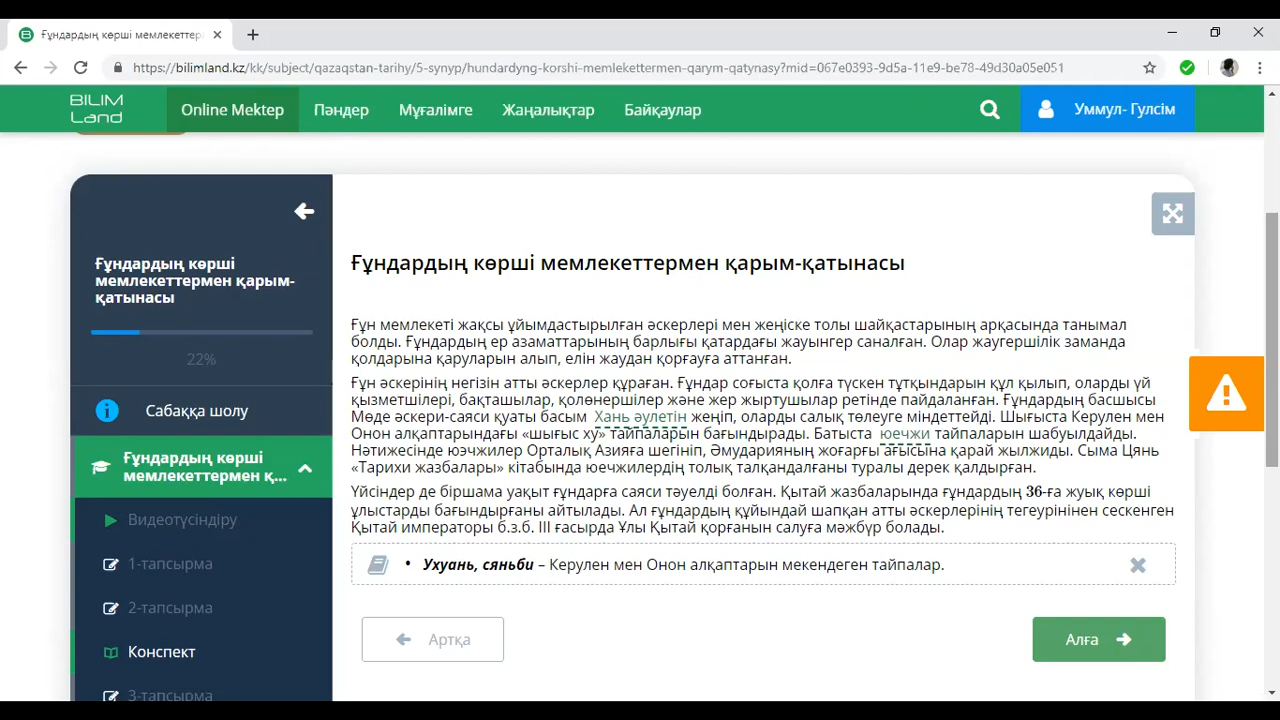 Ғұндардың көрші мемлекеттер
https://bilimland.kz/kk/subject/qazaqstan-tarihy/5-synyp/hundardyng-korshi-memlekettermen-qarym-qatynasy?mid=067e0393-9d5a-11e9-be78-49d30a05e051
BILIM
Land
Online Mektep
Пәндер
Мұғалімге
Жаңалықтар
Байқаулар
Уммул- Гулсім
Ғұндардың көрші
мемлекеттермен қарым-
қатынасы
22%
Сабаққа шолу
Ғұндардың көрші
мемлекеттермен қ...
Видеотүсіндіру
1-тапсырма
2-тапсырма
Конспект
3-тапсырма
Ғұндардың көрші мемлекеттермен қарым-қатынасы
Ғұн мемлекеті жақсы ұйымдастырылған әскерлері мен жеңіске толы шайқастарының арқасында танымал
болды. Ғұндардың ер азаматтарының барлығы қатардағы жауынгер саналған. Олар жаугершілік заманда
қолдарына қаруларын алып, елін жаудан қорғауға аттанған.
Ғұн әскерінің негізін атты әскерлер құраған. Ғұндар соғыста қолға түскен тұтқындарын құл қылып, оларды үй
қызметшілері, бақташылар, қолөнершілер және жер жыртушылар ретінде пайдаланған. Ғұндардың басшысы
Мөде әскери-саяси қуаты басым Хань әулетін жеңіп, оларды салық төлеуге міндеттейді. Шығыста Керулен мен
Онон алқаптарындағы «шығыс ху» тайпаларын бағындырады. Батыста юечжи тайпаларын шабуылдайды.
Нәтижесінде юэчжилер Орталық Азияға шегініп, Әмударияның жоғарғы ағысына қарай жылжиды. Сыма Цянь
«Тарихи жазбалары» кітабында юечжилердің толық талқандалғаны туралы дерек қалдырған.
Үйсіндер де біршама уақыт ғұндарға саяси тәуелді болған. Қытай жазбаларында ғұндардың 36-ға жуық көрші
ұлыстарды бағындырғаны айтылады. Ал ғұндардың құйындай шапқан атты әскерлерінің тегеурінінен сескенген
Қытай императоры б.з.б. III ғасырда Ұлы Қытай қорғанын салуға мәжбүр болады.
• Ухуань, сяньби – Керулен мен Онон алқаптарын мекендеген тайпалар.
Артқа
Алға